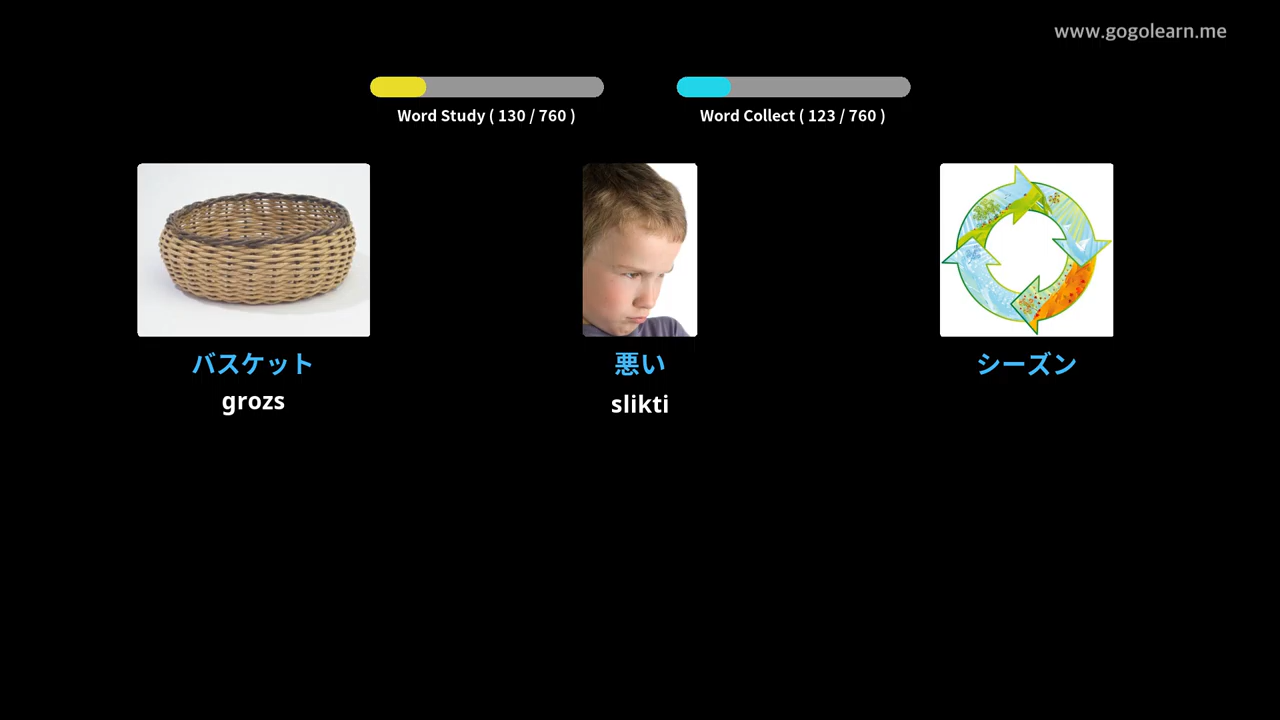 www.gogolearn.me
Word Study ( 130 / 760 )
Word Collect ( 123 / 760 )
バスケット
悪い
シーズン
grozs
slikti